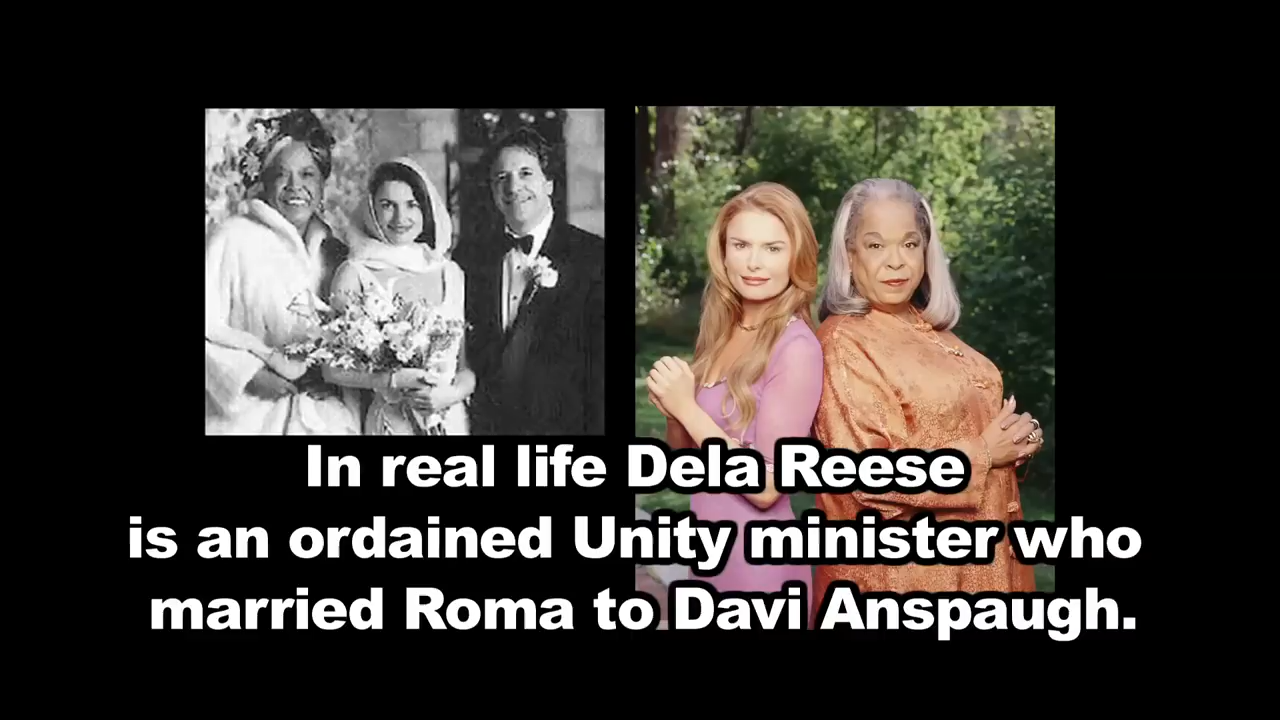 In real life Dela Reese
is an ordained Unity minister who
married Roma to Davi Anspaugh.